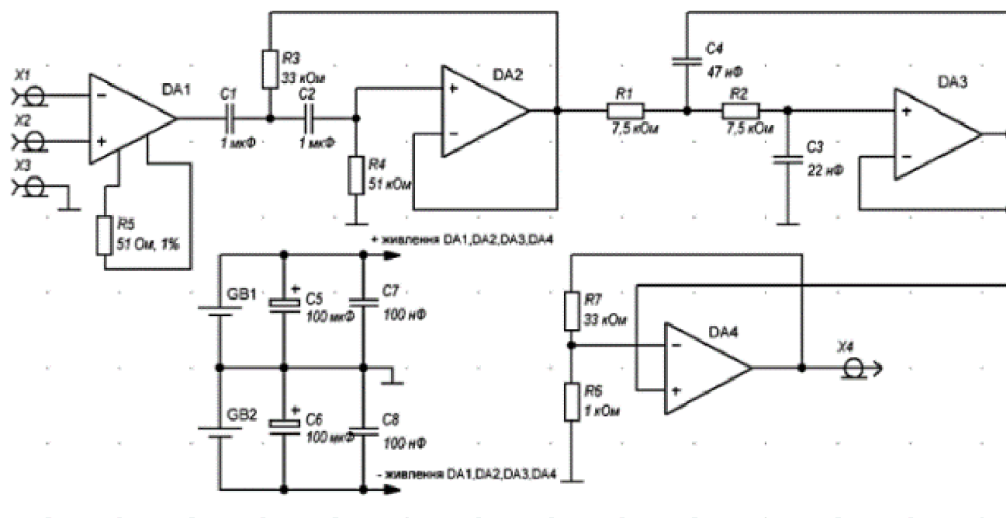 X1
X2
X3
DA1
C1
1 мкФ
R3
33 кОм
C2
1 мкФ
R4
51 кОм
DA2
R1
7,5 кОм
C4
47 нФ
R2
7,5 кОм
C3
22 нФ
DA3
R5
51 Ом, 1%
+ живлення DA1,DA2,DA3,DA4
GB1
+
C5
100 мкФ
C7
100 нФ
GB2
+
C6
100 мкФ
C8
100 нФ
- живлення DA1,DA2,DA3,DA4
R7
33 кОм
R6
1 кОм
DA4
X4